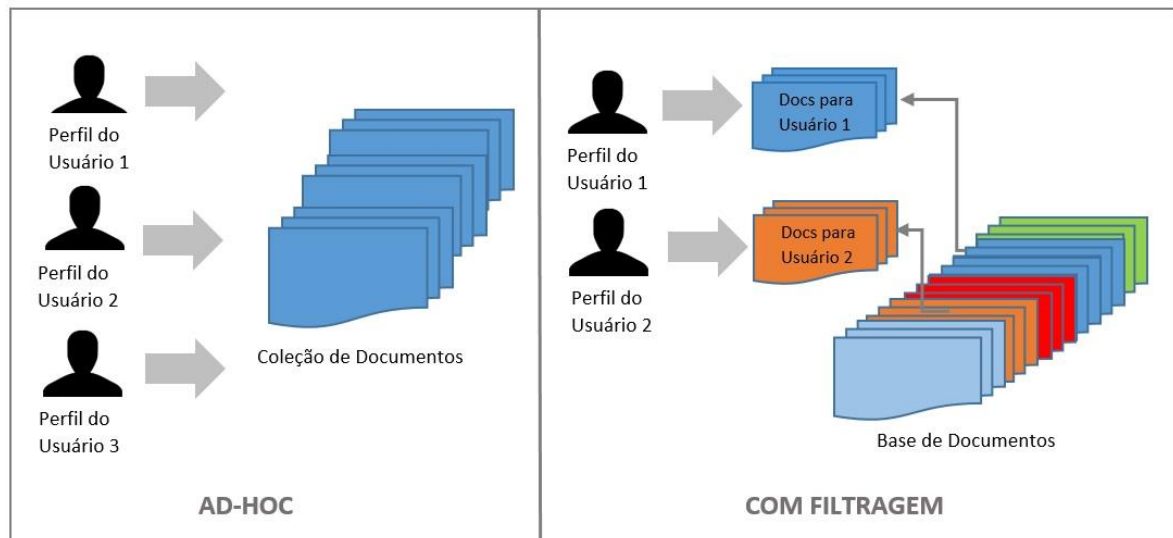 Perfil do
Usuário 1
Perfil do
Usuário 2
Perfil do
Usuário 3
Coleção de Documentos
AD-HOC
Perfil do
Usuário 1
Docs para
Usuário 1
Perfil do
Usuário 2
Docs para
Usuário 2
Base de Documentos
COM FILTRAGEM